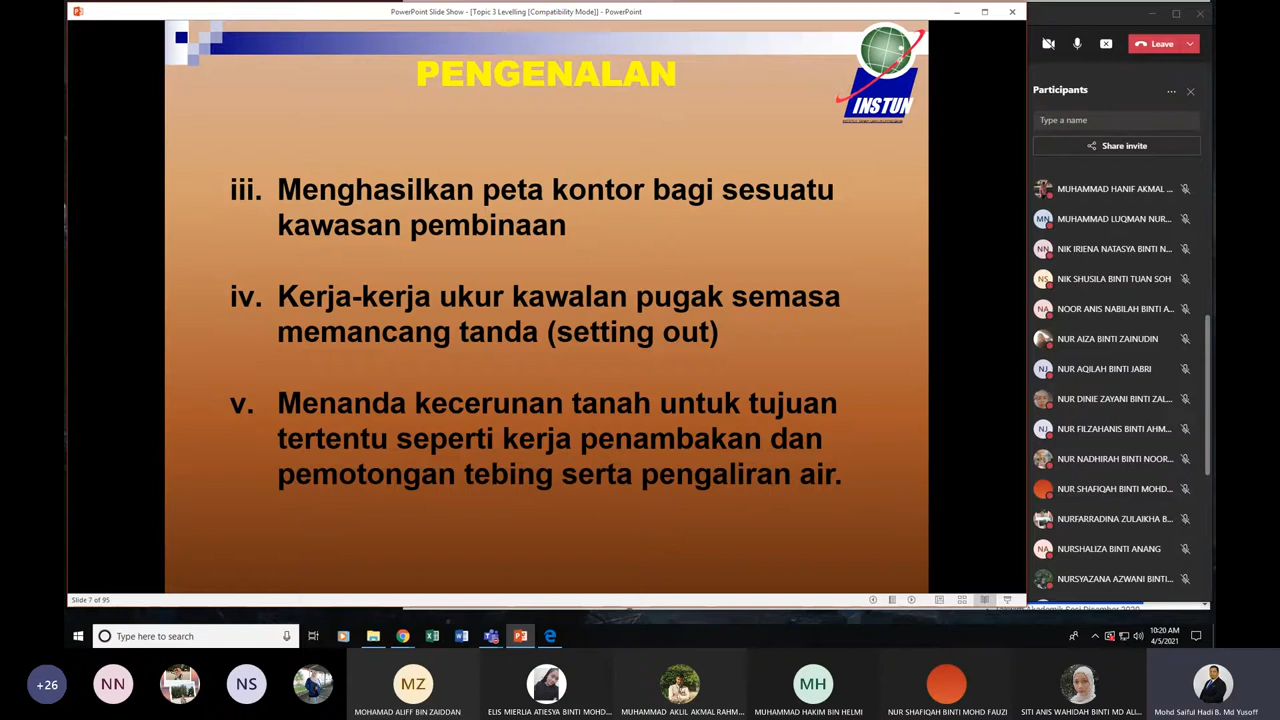 PowerPoint Slide Show - [Topic 3 Levelling [Compatibility Mode]] - PowerPoint
PENGENALAN
INSTUN
iii. Menghasilkan peta kontor bagi sesuatu
kawasan pembinaan
iv. Kerja-kerja ukur kawalan pugak semasa
memancang tanda (setting out)
v. Menanda kecerunan tanah untuk tujuan
tertentu seperti kerja penambakan dan
pemotongan tebing serta pengaliran air.
Slide 7 of 95
Leave
Participants
Type a name
Share invite
MUHAMMAD HANIF AKMAL ...
MN MUHAMMAD LUQMAN NUR...
NN NIK IRIENA NATASYA BINTI N...
NS NIK SHUSILA BINTI TUAN SOH
NA NOOR ANIS NABILAH BINTI A...
NUR AIZA BINTI ZAINUDIN
NJ NUR AQILAH BINTI JABRI
NUR DINIE ZAYANI BINTI ZAL...
NJ NUR FILZAHANIS BINTI AHM...
NUR NADHIRAH BINTI NOOR...
NUR SHAFIQAH BINTI MOHD...
NURFARRADINA ZULAIKHA B...
NA NURSHALIZA BINTI ANANG
NURSYAZANA AZWANI BINTI...
Type here to search
10:20 AM
4/5/2021
+26
NN
NS
MZ
MH
MOHAMAD ALIFF BIN ZAIDDAN
ELIS MIERLIA ATIESYA BINTI MOHD...
MUHAMMAD AKLIL AKMAL RAHM...
MUHAMMAD HAKIM BIN HELMI
NUR SHAFIQAH BINTI MOHD FAUZI
SITI ANIS WAHIDAH BINTI MD ALI...
Mohd Saiful Hadi B. Md Yusoff